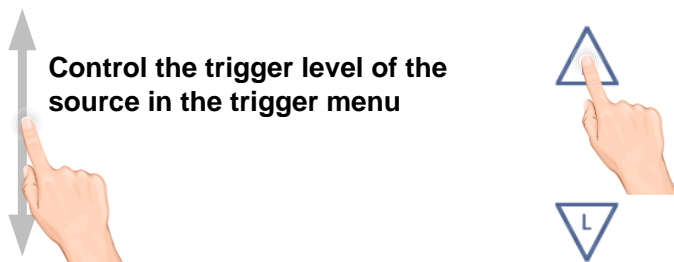 Control the trigger level of the
source in the trigger menu
L